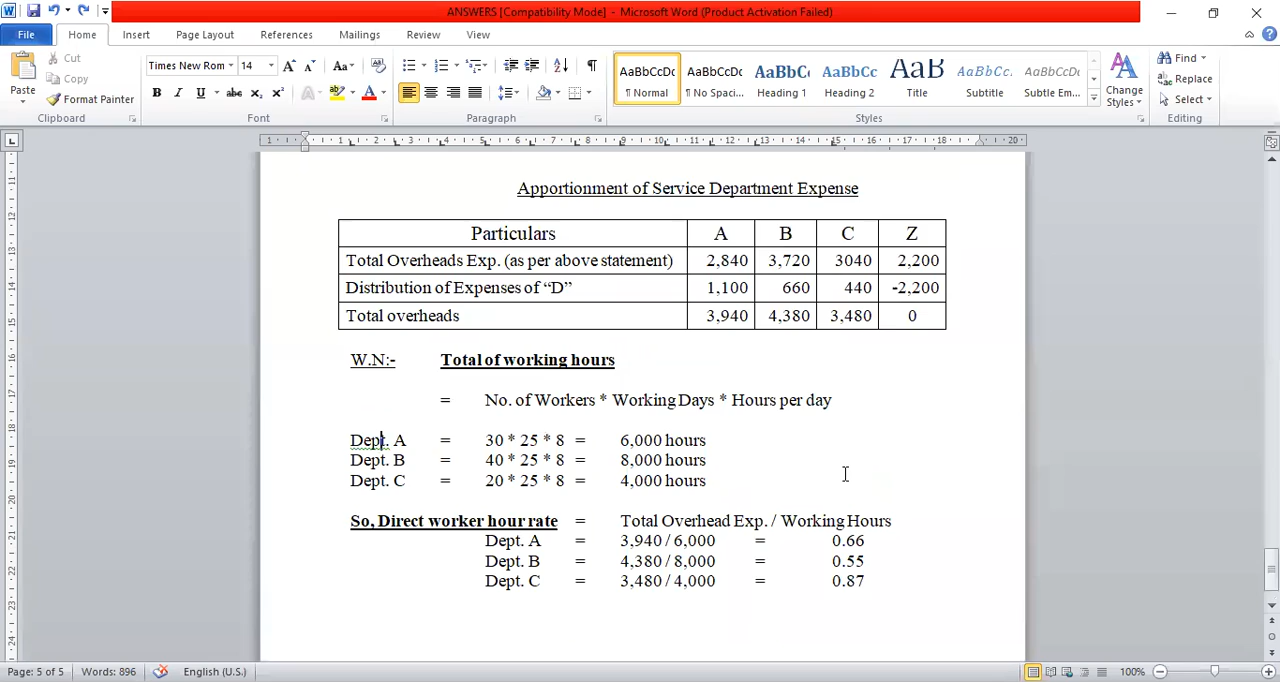 ANSWERS [Compatibility Mode] - Microsoft Word (Product Activation Failed)
File Home Insert Page Layout References Mailings Review View
Paste Cut Copy Format Painter
Times New Rom 14
AaBbCcDc AaBbCcDc AaBbC AaBbCc AaB AaBbCc. AaBbCcDc
¶ Normal ¶ No Spaci... Heading 1 Heading 2 Title Subtitle Subtle Em...
Change Styles
Find Replace Select
Clipboard Font Paragraph Styles Editing
Apportionment of Service Department Expense
Particulars A B C Z
Total Overheads Exp. (as per above statement) 2,840 3,720 3040 2,200
Distribution of Expenses of “D” 1,100 660 440 -2,200
Total overheads 3,940 4,380 3,480 0
W.N:- Total of working hours
= No. of Workers * Working Days * Hours per day
Dept. A = 30 * 25 * 8 = 6,000 hours
Dept. B = 40 * 25 * 8 = 8,000 hours
Dept. C = 20 * 25 * 8 = 4,000 hours
So, Direct worker hour rate = Total Overhead Exp. / Working Hours
Dept. A = 3,940 / 6,000 = 0.66
Dept. B = 4,380 / 8,000 = 0.55
Dept. C = 3,480 / 4,000 = 0.87
Page: 5 of 5 Words: 896 English (U.S.) 100%